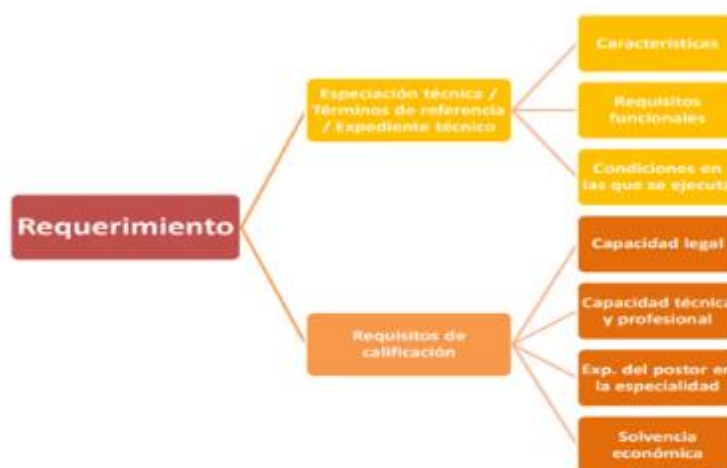 Requerimiento
Especiación técnica /
Términos de referencia
/ Expediente técnico
Características
Requisitos
funcionales
Condiciones en
las que se ejecuta
Requisitos de
calificación
Capacidad legal
Capacidad técnica
y profesional
Exp. del postor en
la especialidad
Solvencia
económica